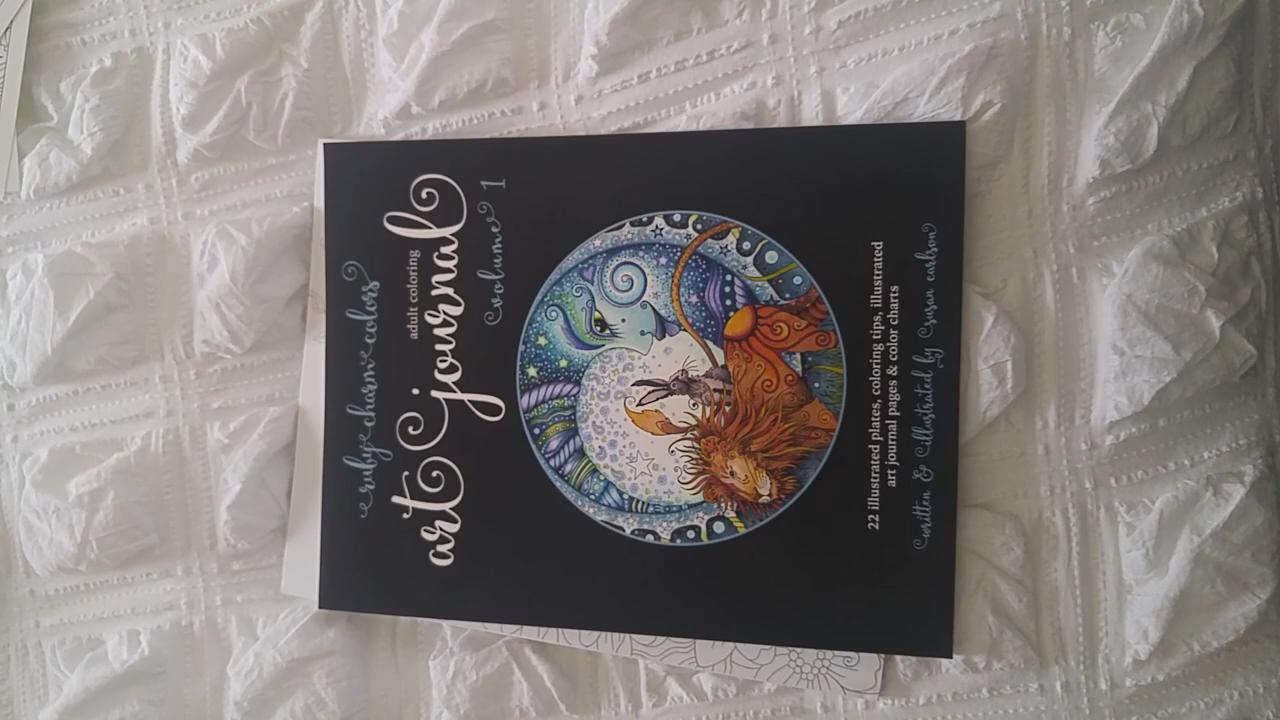 ruby charm colors
adult coloring
art journal
volume 1
22 illustrated plates, coloring tips, illustrated
art journal pages & color charts
written & illustrated by susan carlson